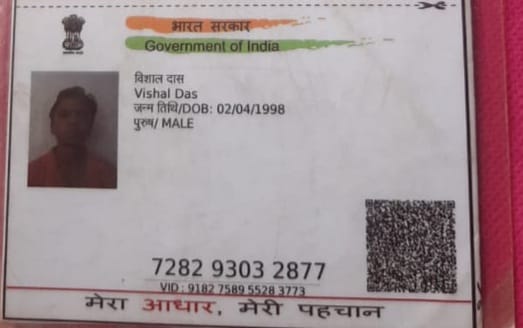 भारत सरकार
Government of India
विशाल दास
Vishal Das
जन्म तिथि/DOB: 02/04/1998
पुरुष/ MALE
7282 9303 2877
VID : 9182 7589 5528 3773
मेरा आधार, मेरी पहचान